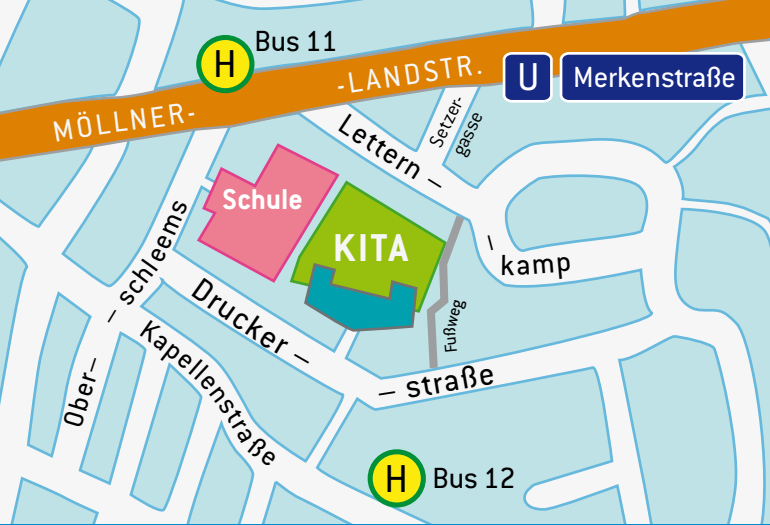 H Bus 11
MÖLLNER-
-LANDSTR.
U Merkenstraße
Lettern –
– kamp
Setzer-
gasse
Schule
KITA
Ober– – schleems
Drucker –
– straße
Fußweg
Kapellenstraße
H Bus 12